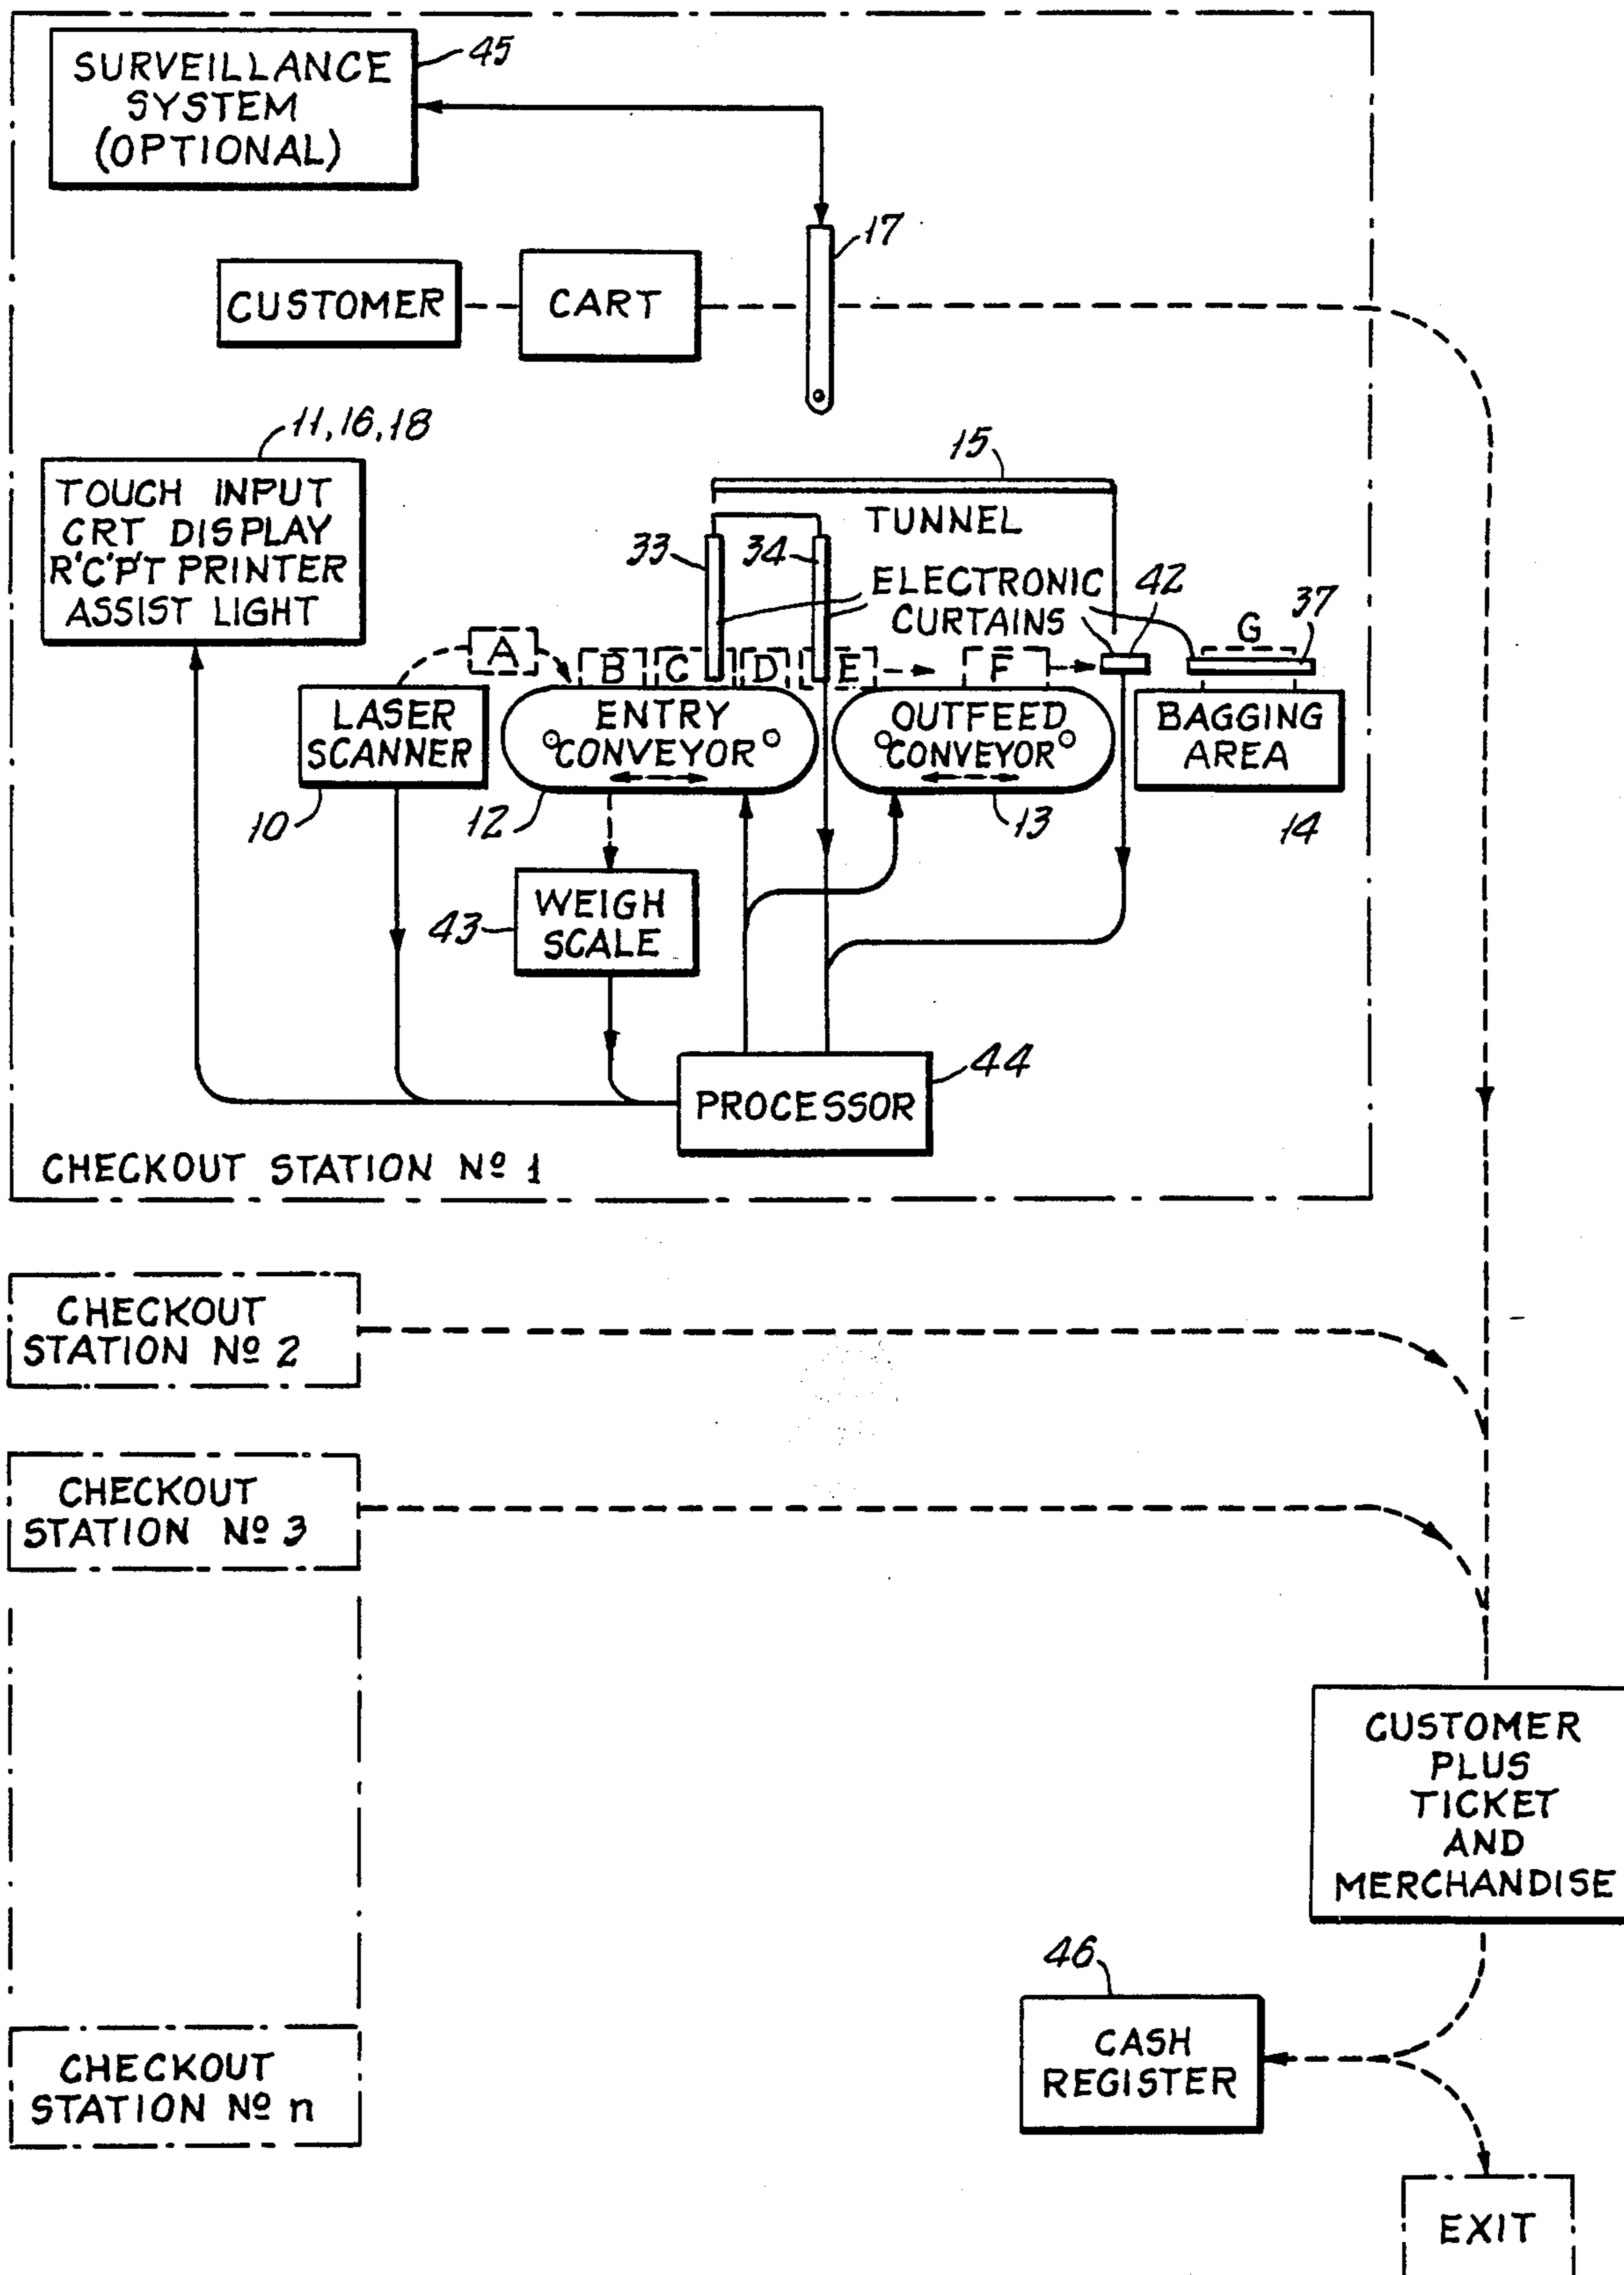 45
SURVEILLANCE
SYSTEM
(OPTIONAL)
17
CUSTOMER
CART
11, 16, 18
TOUCH INPUT
CRT DISPLAY
R'C'P'T PRINTER
ASSIST LIGHT
15
TUNNEL
33
34
ELECTRONIC
CURTAINS
42
37
A
B
C
D
E
F
G
LASER
SCANNER
ENTRY
CONVEYOR
OUTFEED
CONVEYOR
BAGGING
AREA
10
12
13
14
43
WEIGH
SCALE
44
PROCESSOR
CHECKOUT STATION Nº 1
CHECKOUT
STATION Nº 2
CHECKOUT
STATION Nº 3
CUSTOMER
PLUS
TICKET
AND
MERCHANDISE
46
CASH
REGISTER
CHECKOUT
STATION Nº n
EXIT